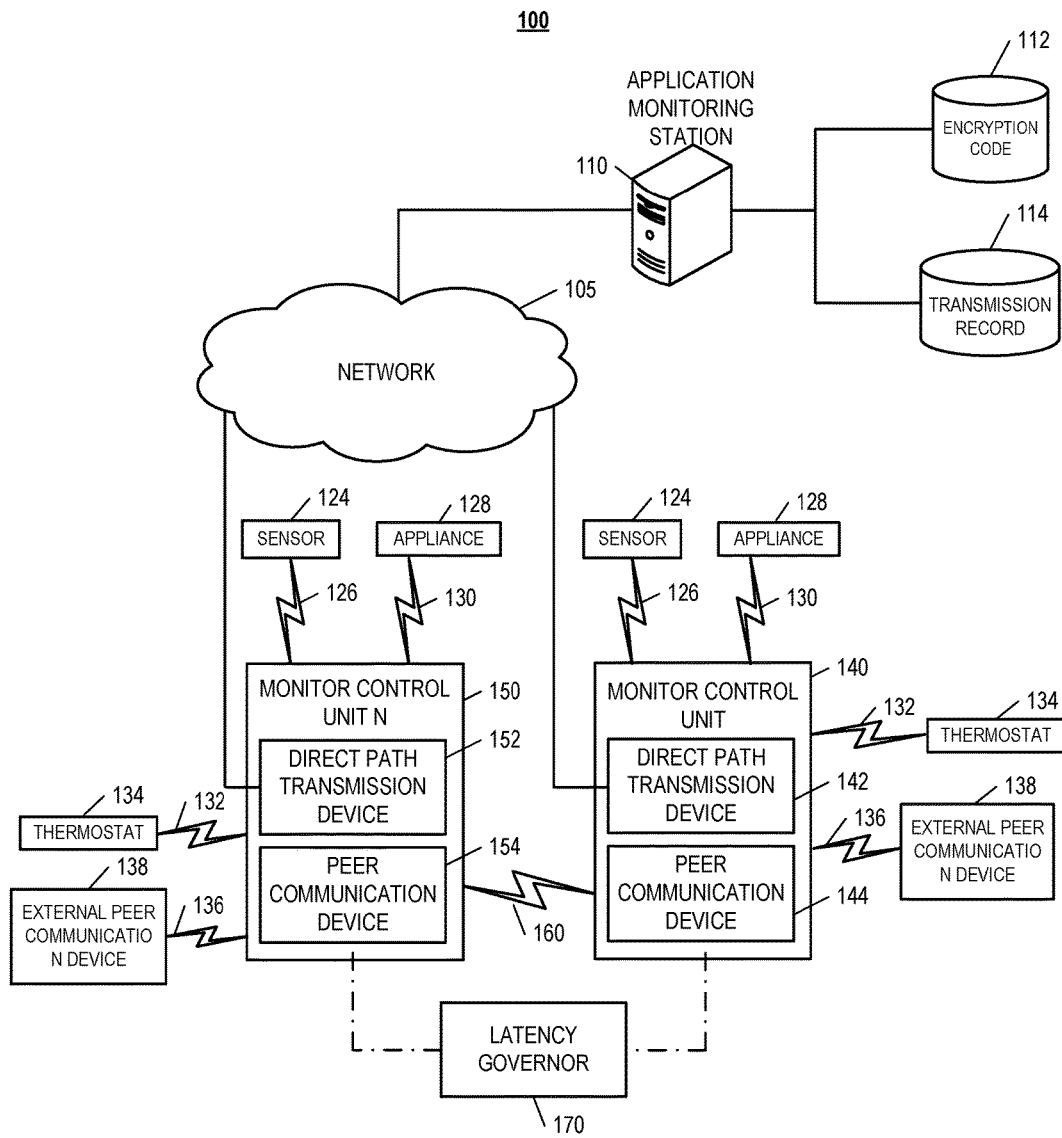 100
112
APPLICATION
MONITORING
STATION
ENCRYPTION
CODE
110
114
TRANSMISSION
RECORD
105
NETWORK
124
128
124
128
SENSOR
APPLIANCE
SENSOR
APPLIANCE
126
130
126
130
MONITOR CONTROL
UNIT N
150
MONITOR CONTROL
UNIT
140
132
134
THERMOSTAT
152
DIRECT PATH
TRANSMISSION
DEVICE
DIRECT PATH
TRANSMISSION
DEVICE
142
134
132
THERMOSTAT
138
136
EXTERNAL PEER
COMMUNICATIO
N DEVICE
154
PEER
COMMUNICATION
DEVICE
PEER
COMMUNICATION
DEVICE
144
138
136
EXTERNAL PEER
COMMUNICATIO
N DEVICE
160
LATENCY
GOVERNOR
170